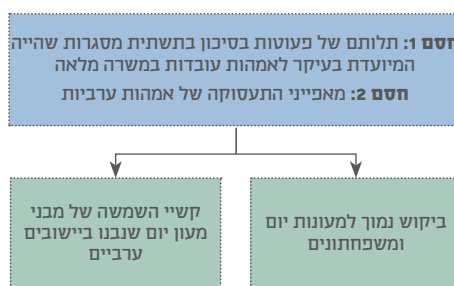 חסם 1: תלותם של פעוטות בסיכון בתשתית מסגרות שהייה
המיועדת בעיקר לאמהות עובדות במשרה מלאה
חסם 2: מאפייני התעסוקה של אמהות ערביות
ביקוש נמוך למעונות יום
ומשפחתונים
קשיי השמשה של מבני
מעון יום שנבנו ביישובים
ערביים